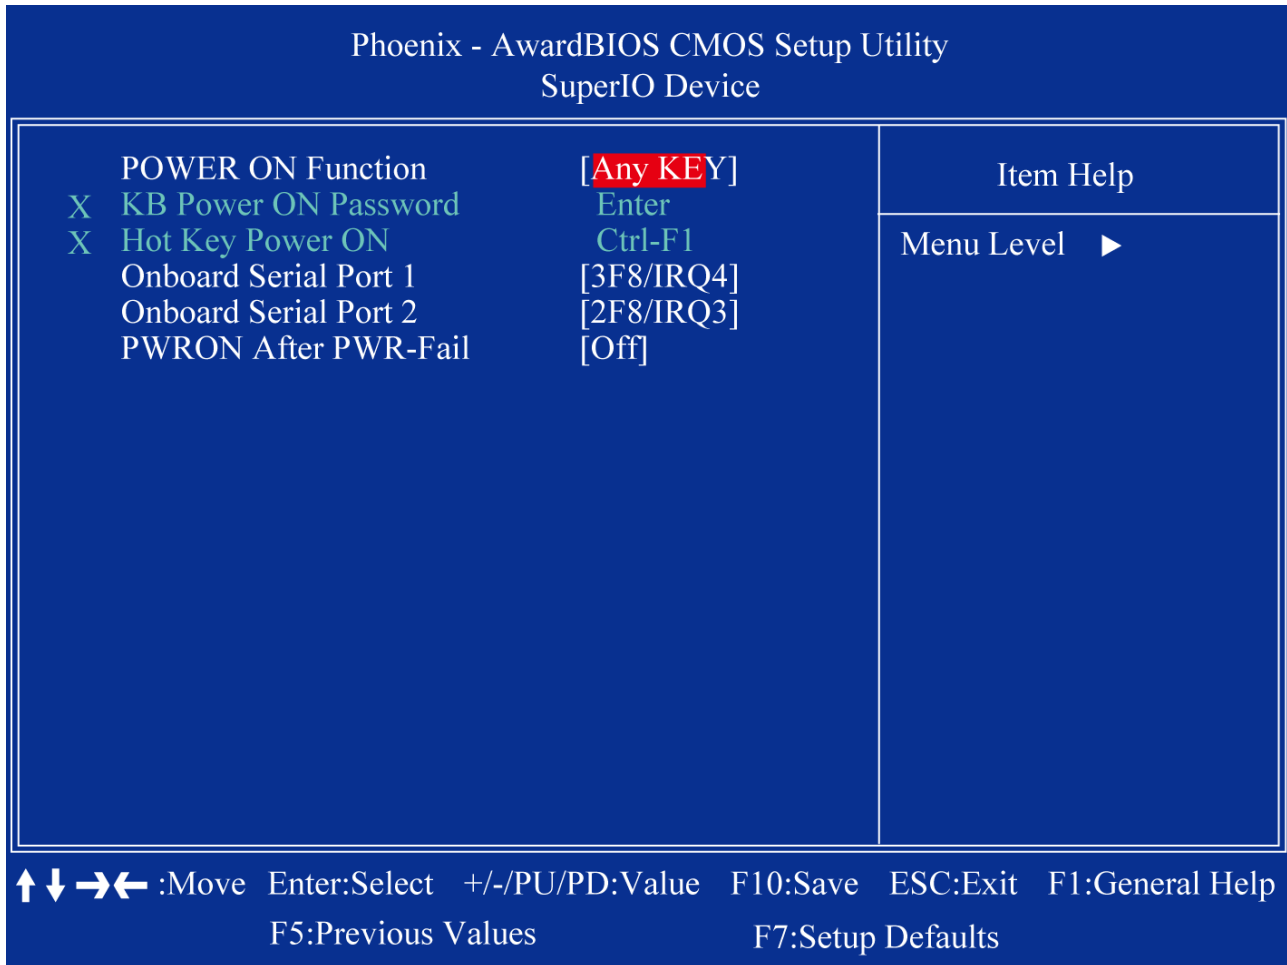 Phoenix - AwardBIOS CMOS Setup Utility
SuperIO Device
POWER ON Function [Any KEY]
X KB Power ON Password Enter
X Hot Key Power ON Ctrl-F1
Onboard Serial Port 1 [3F8/IRQ4]
Onboard Serial Port 2 [2F8/IRQ3]
PWRON After PWR-Fail [Off]
Item Help
Menu Level ▶
↑↓→← :Move Enter:Select +/-/PU/PD:Value F10:Save ESC:Exit F1:General Help
F5:Previous Values F7:Setup Defaults